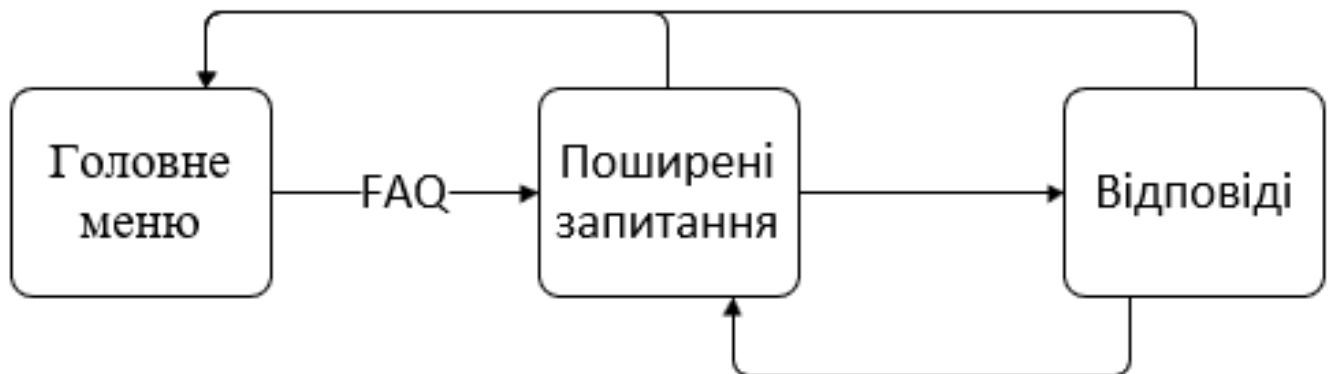 Головне
меню
FAQ
Поширені
запитання
Відповіді